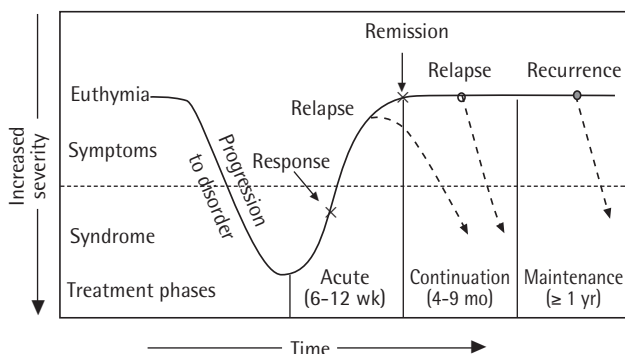 Remission
Relapse
Recurrence
Euthymia
Relapse
Increased
severity
Symptoms
Progression
to disorder
Response
Syndrome
Treatment phases
Acute
(6-12 wk)
Continuation
(4-9 mo)
Maintenance
(≥ 1 yr)
Time